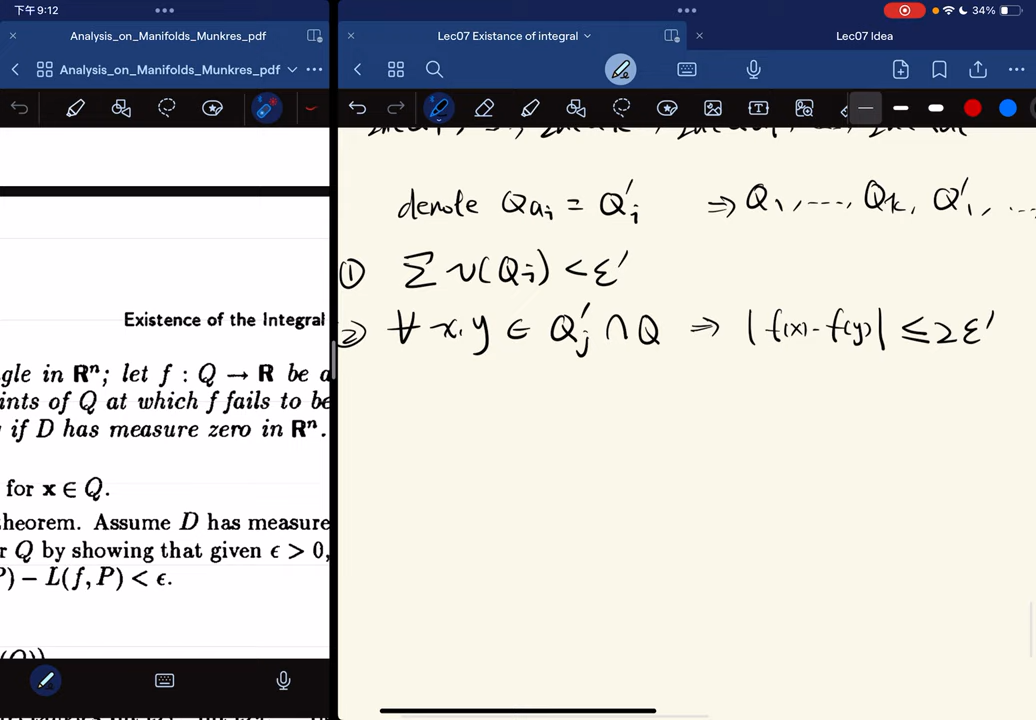 下午9:12
34%
Analysis_on_Manifolds_Munkres_pdf
Lec07 Existance of integral
Lec07 Idea
Analysis_on_Manifolds_Munkres_pdf
denote Qaᵢ = Q'ᵢ ⇒ Q₁, ..., Qₖ, Q'₁, ...
① Σ v(Qᵢ) < ε'
② ∀ x, y ∈ Q'ⱼ ∩ Q ⇒ |f(x) - f(y)| ≤ 2ε'
Existence of the Integral
gle in Rⁿ; let f : Q → R be a
ints of Q at which f fails to be
if D has measure zero in Rⁿ.
for x ∈ Q.
heorem. Assume D has measure
r Q by showing that given ϵ > 0,
P) − L(f, P) < ϵ.